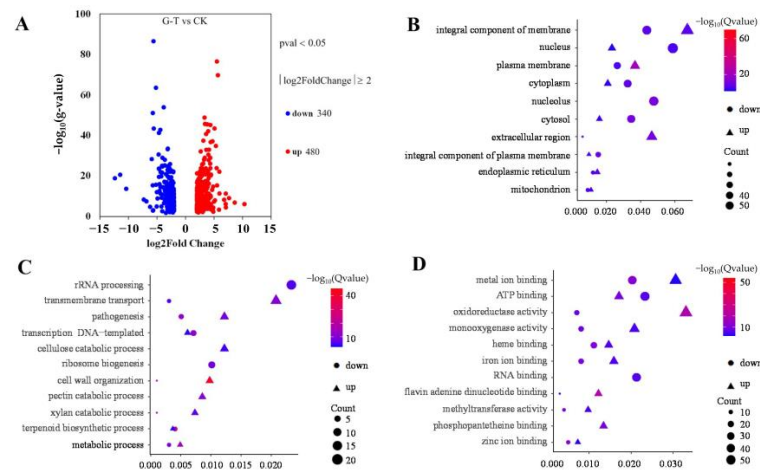 A
G-T vs CK
−log₁₀(g-value)
100
80
60
40
20
0
−15
−10
−5
0
5
10
15
log2Fold Change
pval < 0.05
|log2FoldChange| ≥ 2
down 340
up 480
B
integral component of membrane
nucleus
plasma membrane
cytoplasm
nucleolus
cytosol
extracellular region
integral component of plasma membrane
endoplasmic reticulum
mitochondrion
0.000
0.020
0.040
0.060
−log₁₀(Qvalue)
60
40
20
down
up
Count
40
50
C
rRNA processing
transmembrane transport
pathogenesis
transcription DNA−templated
cellulose catabolic process
ribosome biogenesis
cell wall organization
pectin catabolic process
xylan catabolic process
terpenoid biosynthetic process
metabolic process
0.000
0.005
0.010
0.015
0.020
−log₁₀(Qvalue)
40
10
down
up
Count
5
10
15
20
D
metal ion binding
ATP binding
oxidoreductase activity
monooxygenase activity
heme binding
iron ion binding
RNA binding
flavin adenine dinucleotide binding
methyltransferase activity
phosphopantetheine binding
zinc ion binding
0.000
0.010
0.020
0.030
−log₁₀(Qvalue)
50
10
down
up
Count
10
20
30
40
50